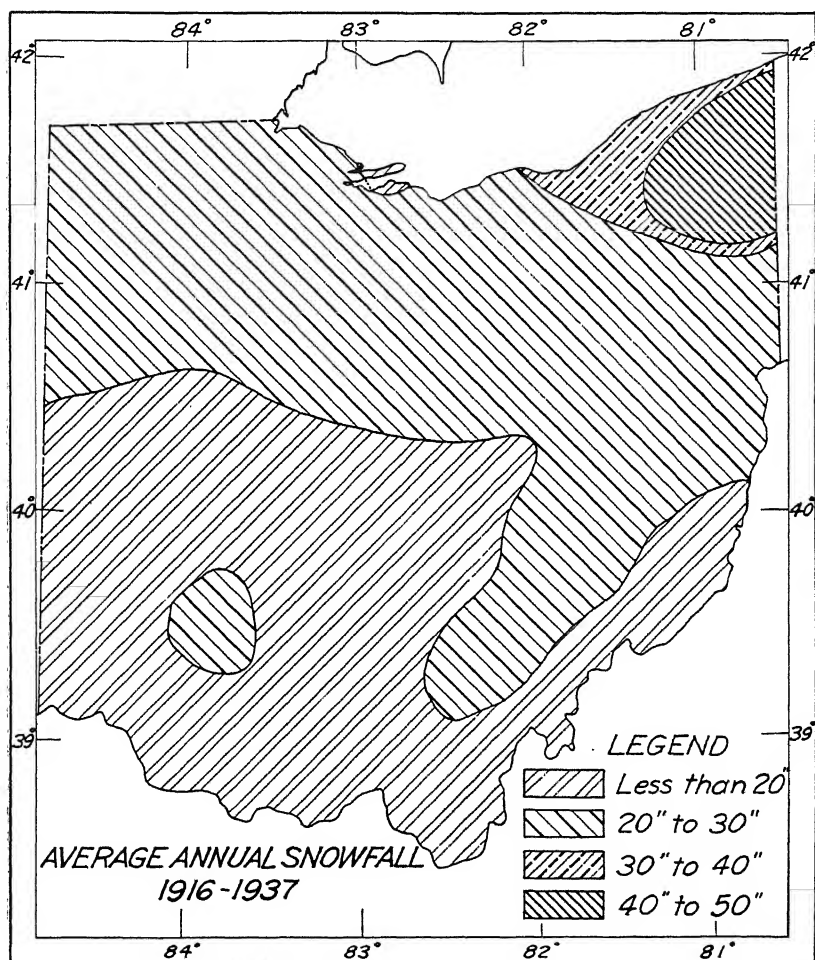 84° 83° 82° 81°
42° 42°
41° 41°
40° 40°
39° 39°
LEGEND
Less than 20"
20" to 30"
30" to 40"
40" to 50"
AVERAGE ANNUAL SNOWFALL
1916-1937
84° 83° 82° 81°